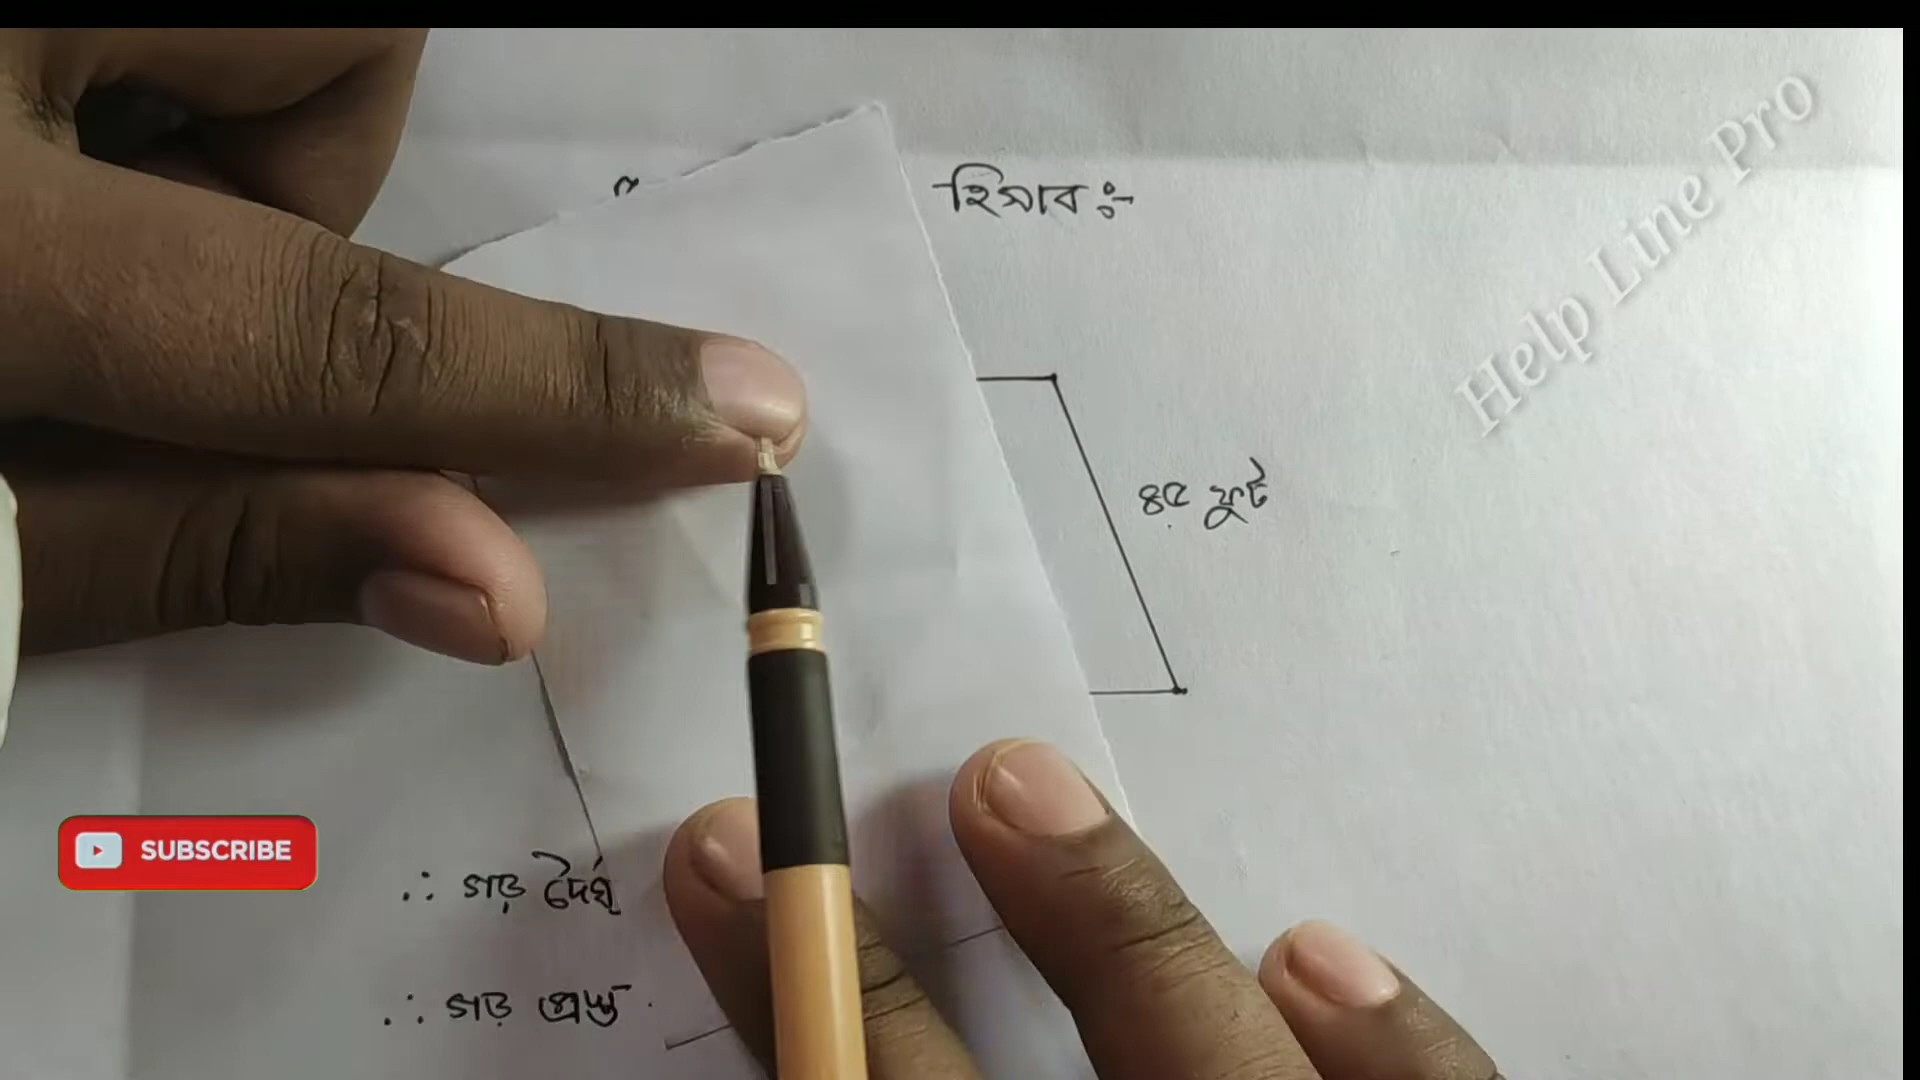 হিসাব :-
Help Line Pro
৪৫ ফুট
SUBSCRIBE
∴ গড় দৈর্ঘ্য
∴ গড় প্রস্থ